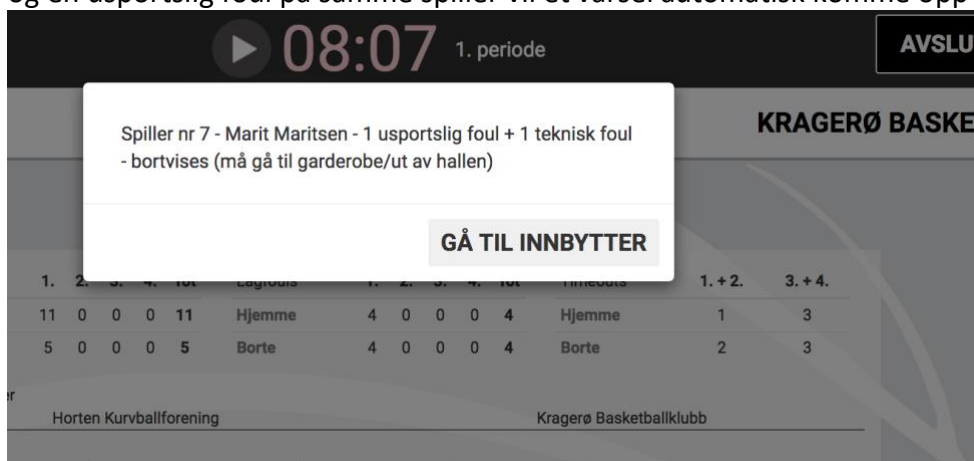 og en usportslig foul på samme spiller vil et varsel automatisk komme opp
08:07 1. periode AVSLU
KRAGERØ BASKE
Spiller nr 7 - Marit Maritsen - 1 usportslig foul + 1 teknisk foul
- bortvises (må gå til garderobe/ut av hallen)
GÅ TIL INNBYTTER
1. 2. 3. 4. Tot Lagfouls 1. 2. 3. 4. Tot Timeouts 1. + 2. 3. + 4.
11 0 0 0 11 Hjemme 4 0 0 0 4 Hjemme 1 3
5 0 0 0 5 Borte 4 0 0 0 4 Borte 2 3
er
Horten Kurvballforening Kragerø Basketballklubb